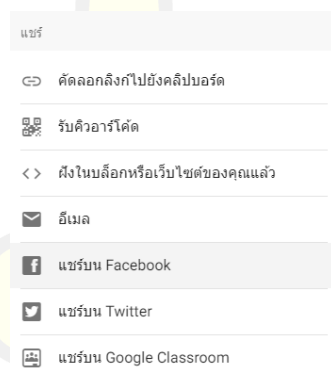 แชร์
คัดลอกลิงก์ไปยังคลิปบอร์ด
รับคิวอาร์โค้ด
ฝังในบล็อกหรือเว็บไซต์ของคุณแล้ว
อีเมล
แชร์บน Facebook
แชร์บน Twitter
แชร์บน Google Classroom